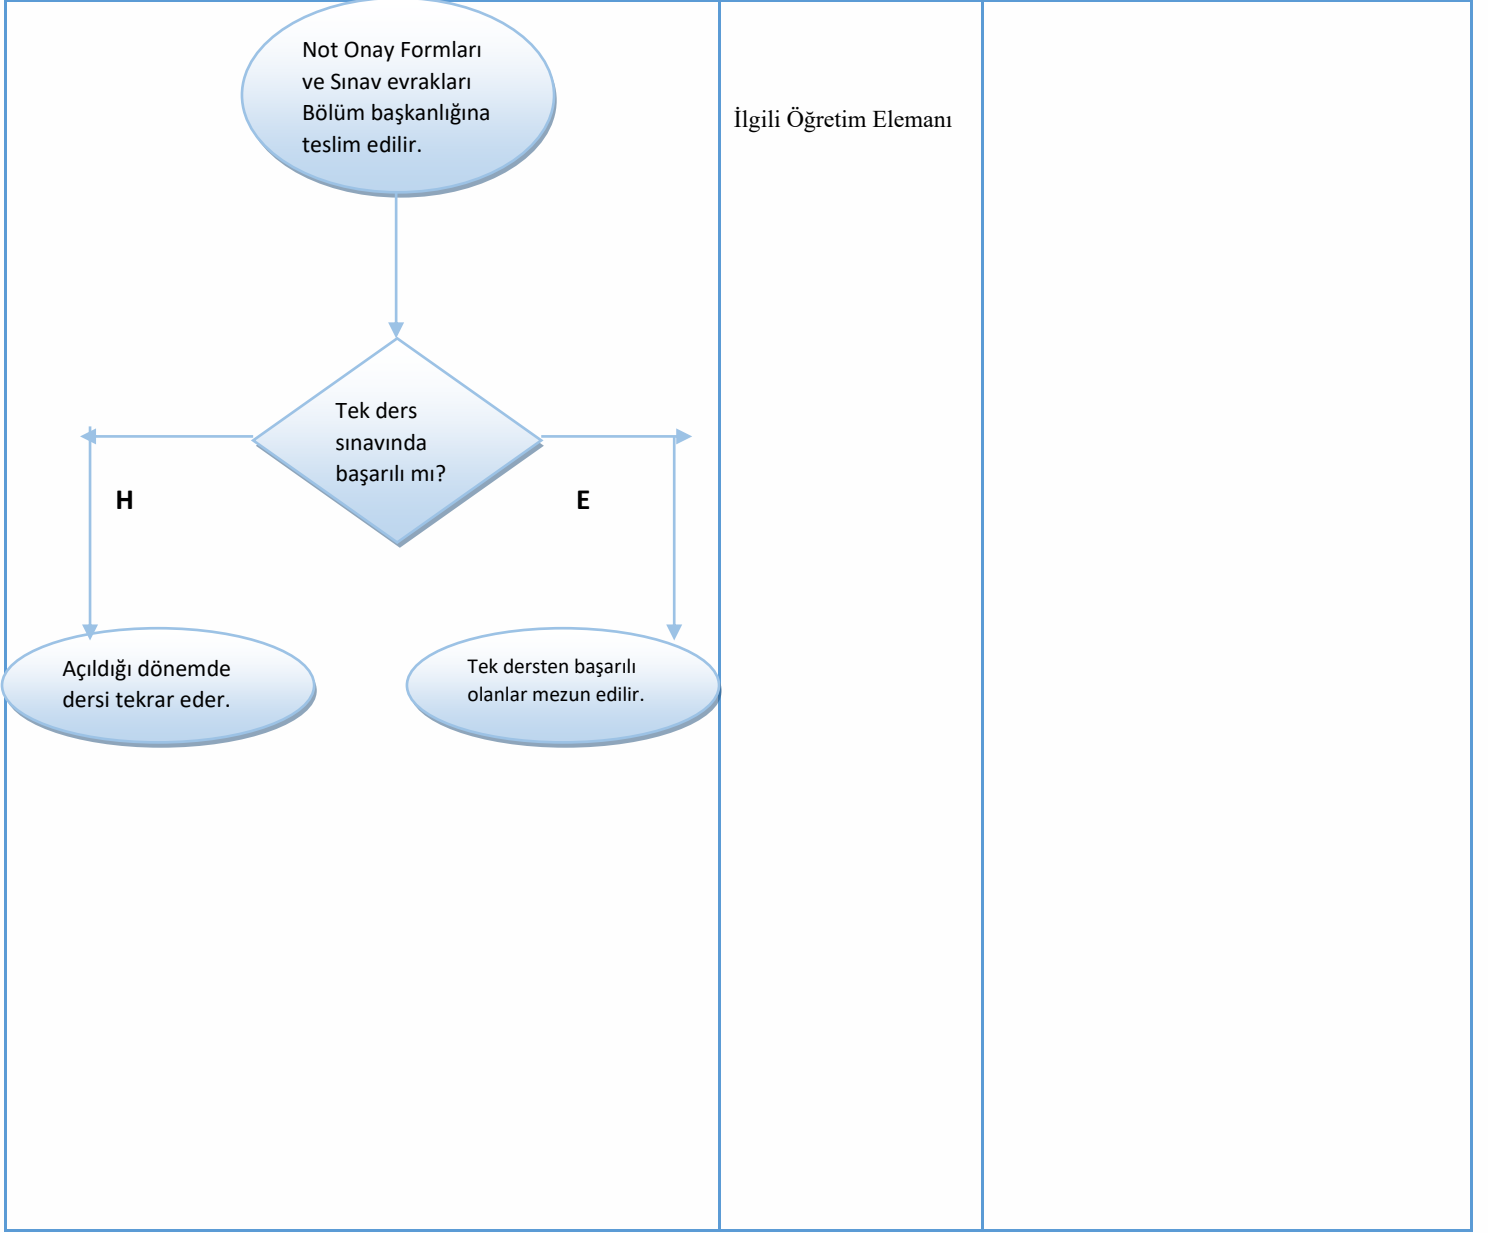 Not Onay Formları
ve Sınav evrakları
Bölüm başkanlığına
teslim edilir.
İlgili Öğretim Elemanı
Tek ders
sınavında
başarılı mı?
H
E
Açıldığı dönemde
dersi tekrar eder.
Tek dersten başarılı
olanlar mezun edilir.